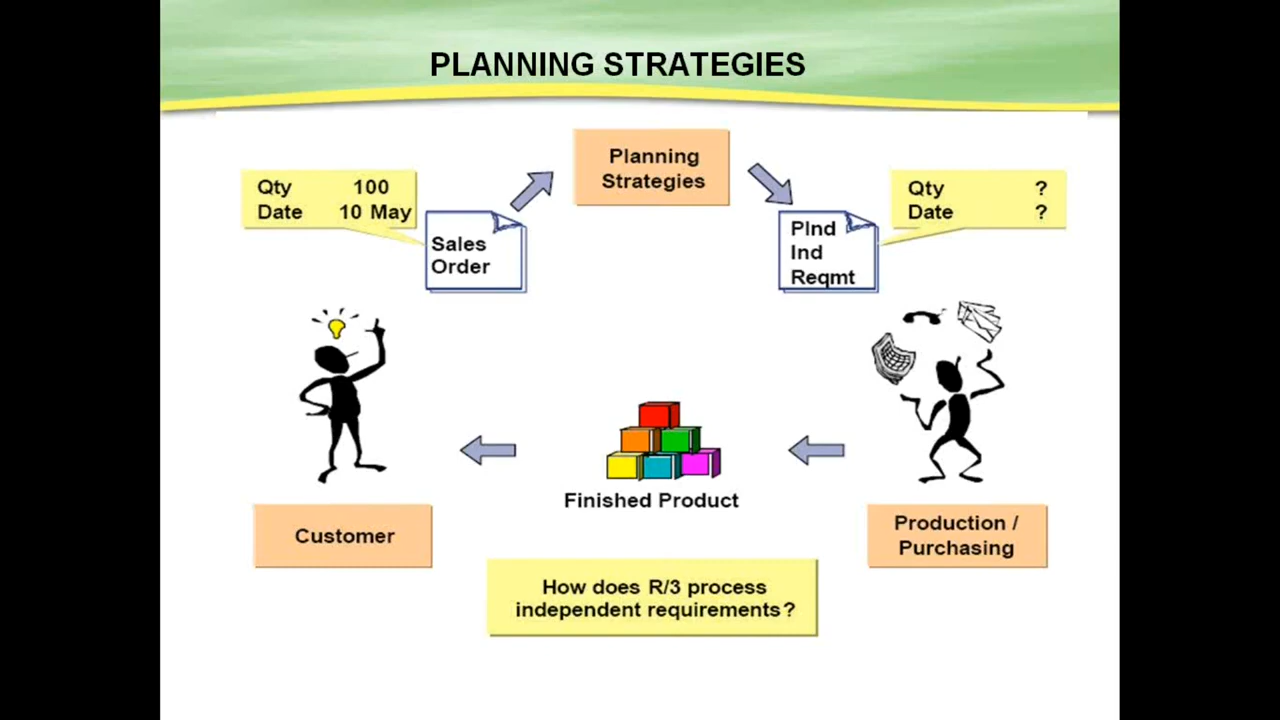 PLANNING STRATEGIES
Planning
Strategies
Qty 100
Date 10 May
Sales
Order
Plnd
Ind
Reqmt
Qty ?
Date ?
Finished Product
Customer
Production /
Purchasing
How does R/3 process
independent requirements?